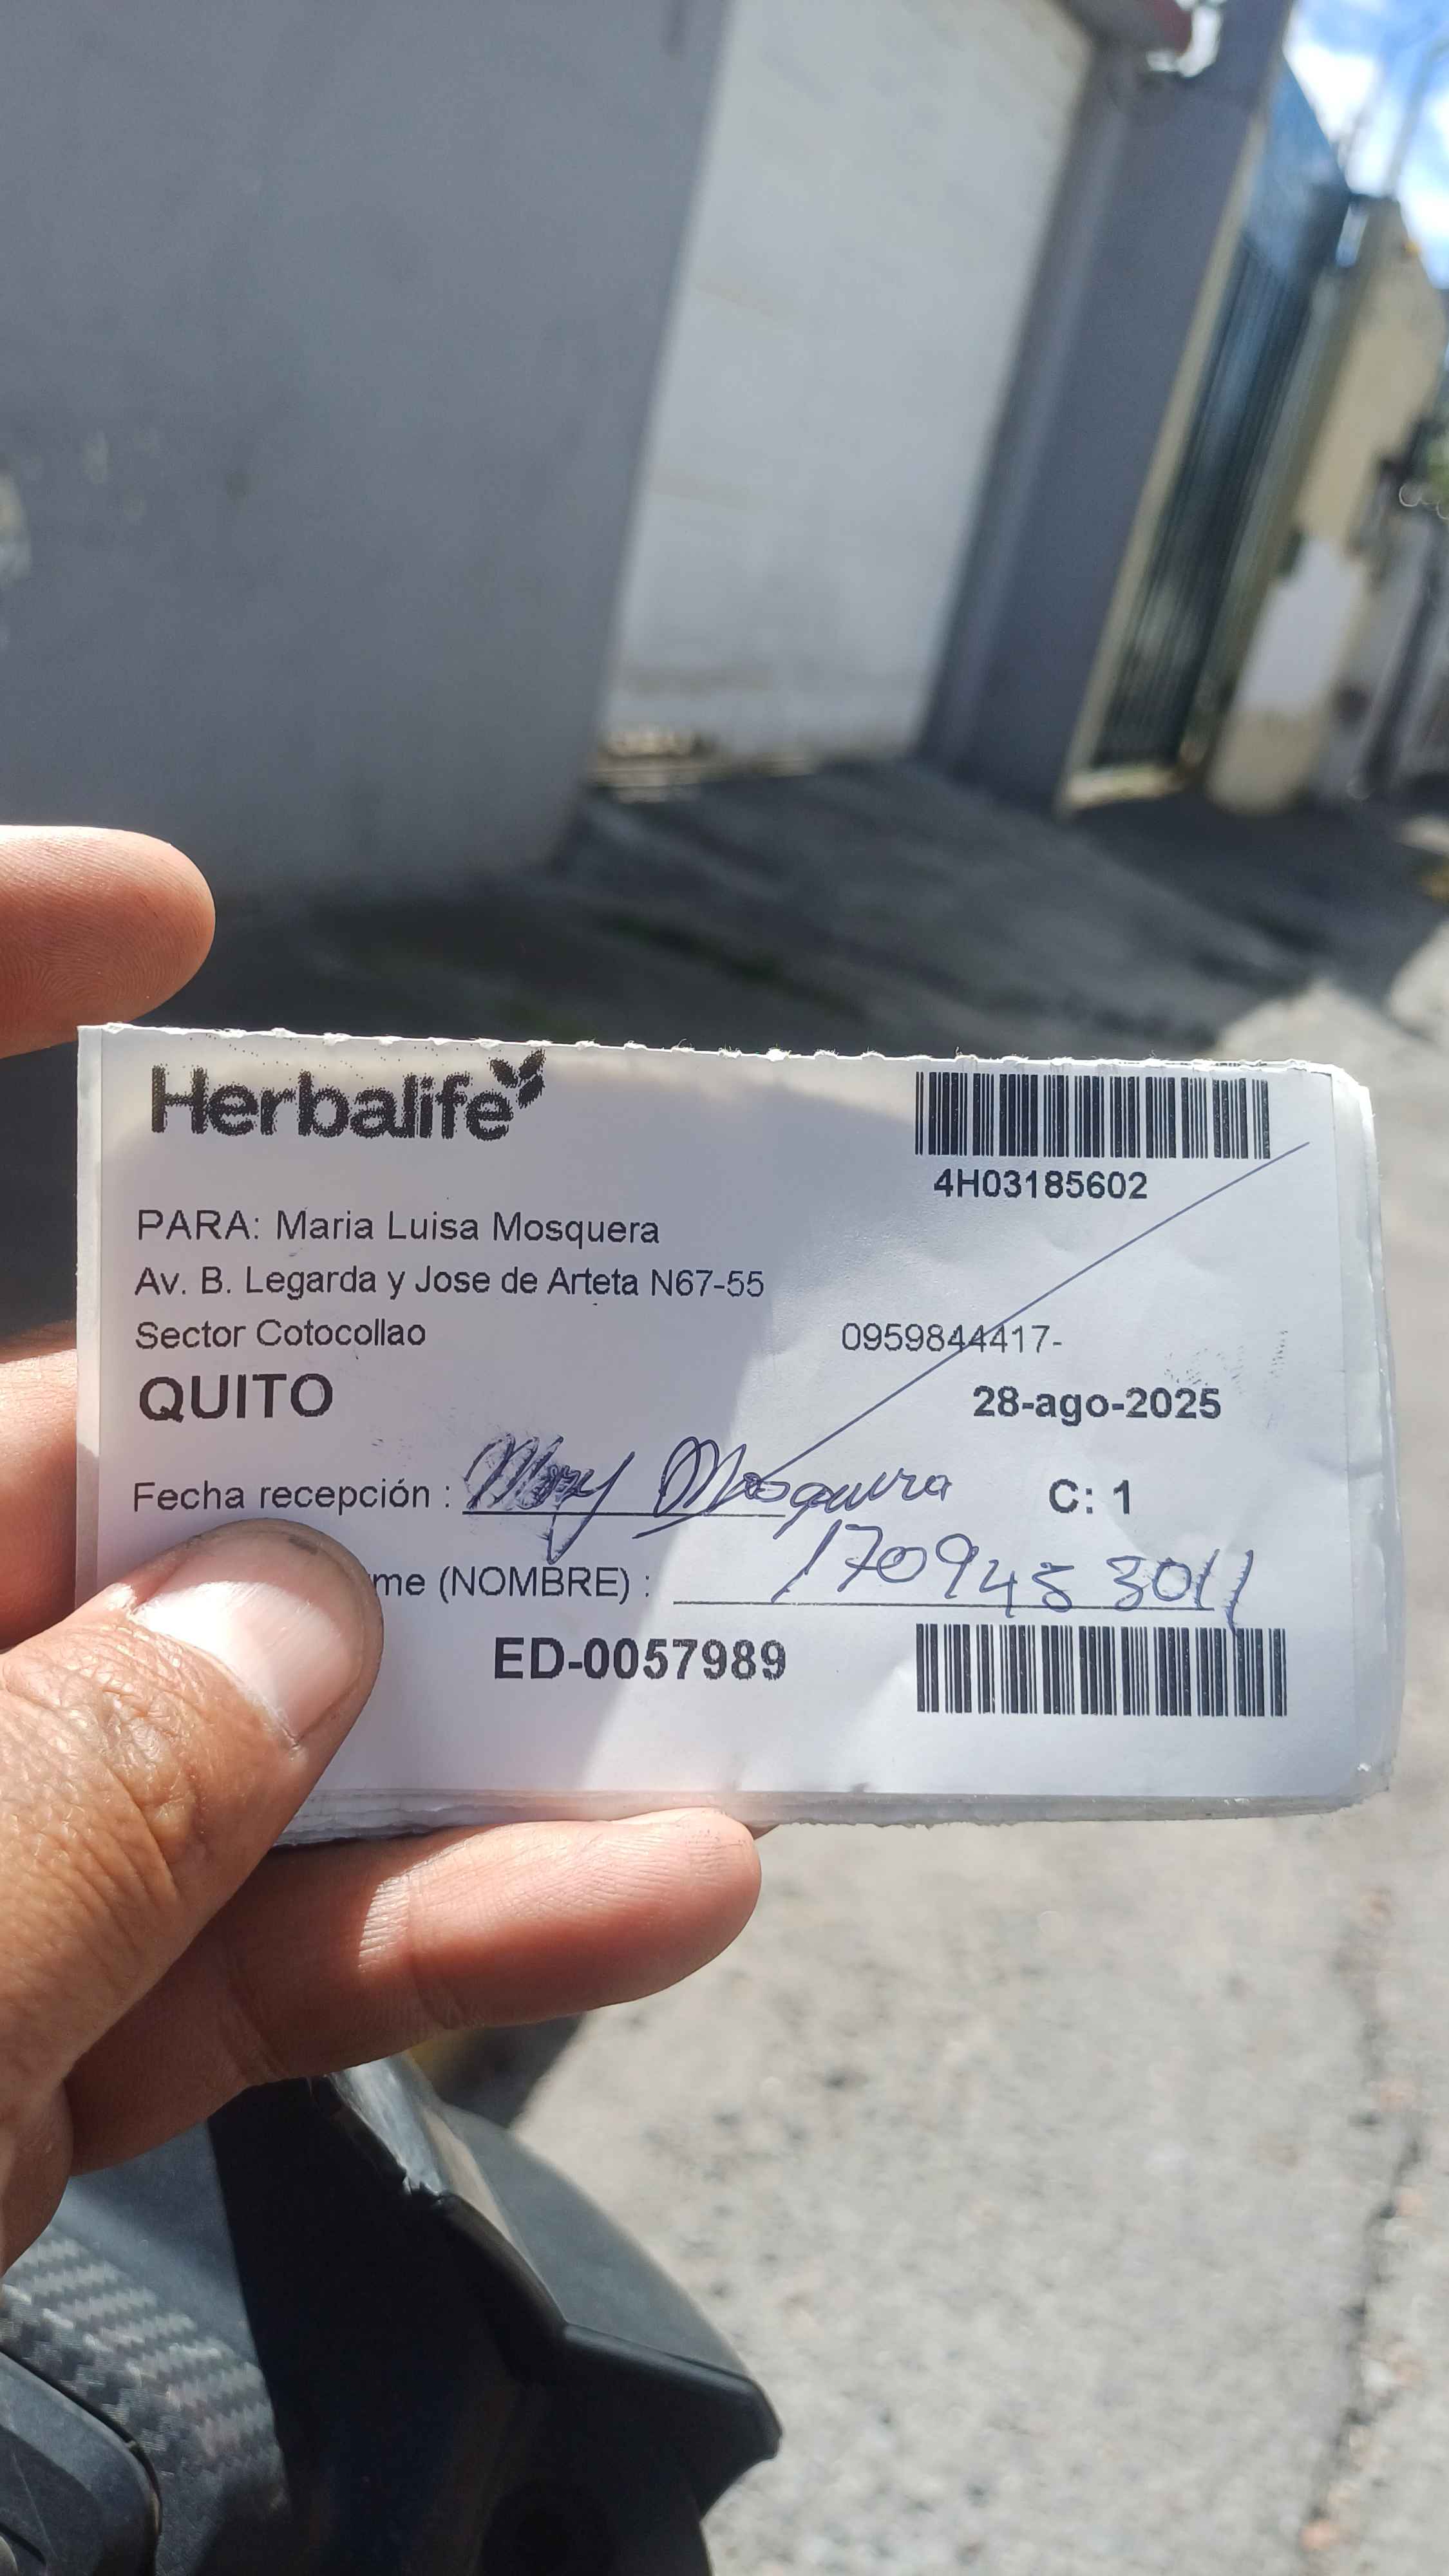 Herbalife
4H03185602
PARA: Maria Luisa Mosquera
Av. B. Legarda y Jose de Arteta N67-55
Sector Cotocollao 0959844417-
QUITO 28-ago-2025
Fecha recepción : Mary Mosquera C: 1
me (NOMBRE) : 1709453011
ED-0057989